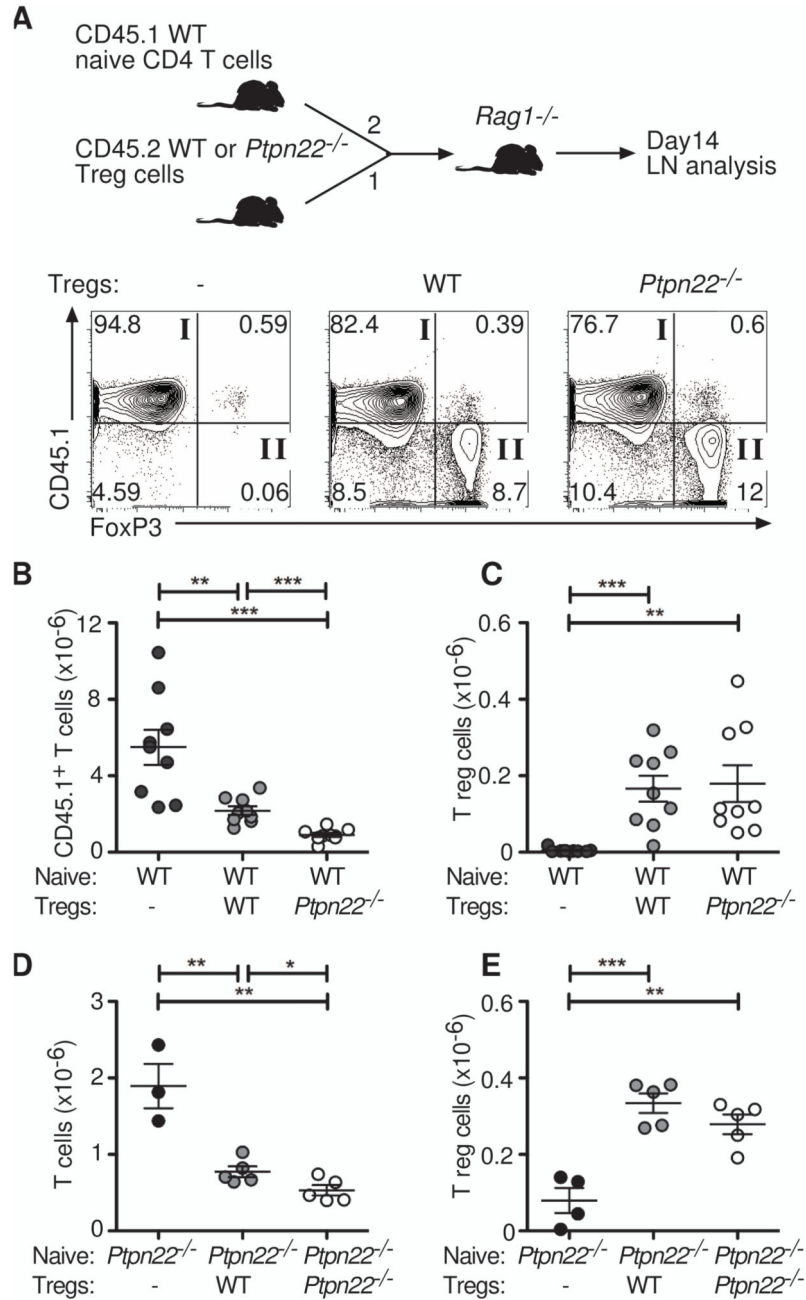 A
CD45.1 WT
naive CD4 T cells
2
Rag1-/-
Day14
LN analysis
CD45.2 WT or Ptpn22-/-
Treg cells
1
Tregs: - WT Ptpn22-/-
94.8 I 0.59 82.4 I 0.39 76.7 I 0.6
CD45.1
II II II
4.59 0.06 8.5 8.7 10.4 12
FoxP3
B
** ***
***
CD45.1+ T cells (x10-6)
12
8
4
0
Naive: WT WT WT
Tregs: - WT Ptpn22-/-
C
***
**
T reg cells (x10-6)
0.6
0.4
0.2
0
Naive: WT WT WT
Tregs: - WT Ptpn22-/-
D
** *
**
T cells (x10-6)
3
2
1
0
Naive: Ptpn22-/- Ptpn22-/- Ptpn22-/-
Tregs: - WT Ptpn22-/-
E
***
**
T reg cells (x10-6)
0.6
0.4
0.2
0
Naive: Ptpn22-/- Ptpn22-/- Ptpn22-/-
Tregs: - WT Ptpn22-/-